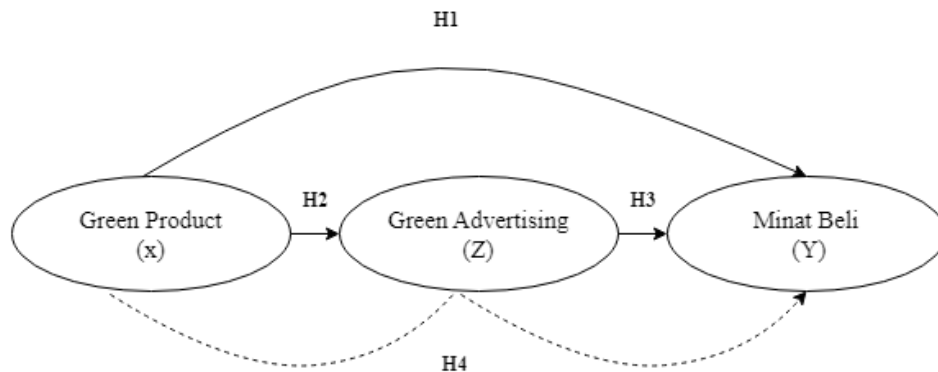 H1
H2
H3
Green Product
(x)
Green Advertising
(Z)
Minat Beli
(Y)
H4